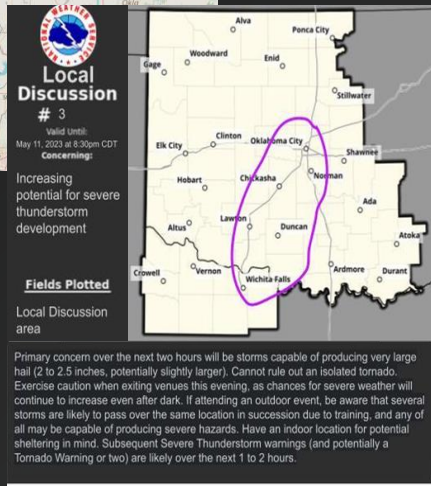 NATIONAL WEATHER SERVICE
Local
Discussion
# 3
Valid Until:
May 11, 2023 at 8:30pm CDT
Concerning:
Increasing
potential for severe
thunderstorm
development
Fields Plotted
Local Discussion
area
Alva
Ponca City
Woodward
Gage
Enid
Stillwater
Clinton
Elk City
Oklahoma City
Shawnee
Hobart
Chickasha
Norman
Ada
Altus
Lawton
Duncan
Atoka
Crowell
Vernon
Wichita Falls
Ardmore
Durant
Primary concern over the next two hours will be storms capable of producing very large
hail (2 to 2.5 inches, potentially slightly larger). Cannot rule out an isolated tornado.
Exercise caution when exiting venues this evening, as chances for severe weather will
continue to increase even after dark. If attending an outdoor event, be aware that several
storms are likely to pass over the same location in succession due to training, and any of
all may be capable of producing severe hazards. Have an indoor location for potential
sheltering in mind. Subsequent Severe Thunderstorm warnings (and potentially a
Tornado Warning or two) are likely over the next 1 to 2 hours.